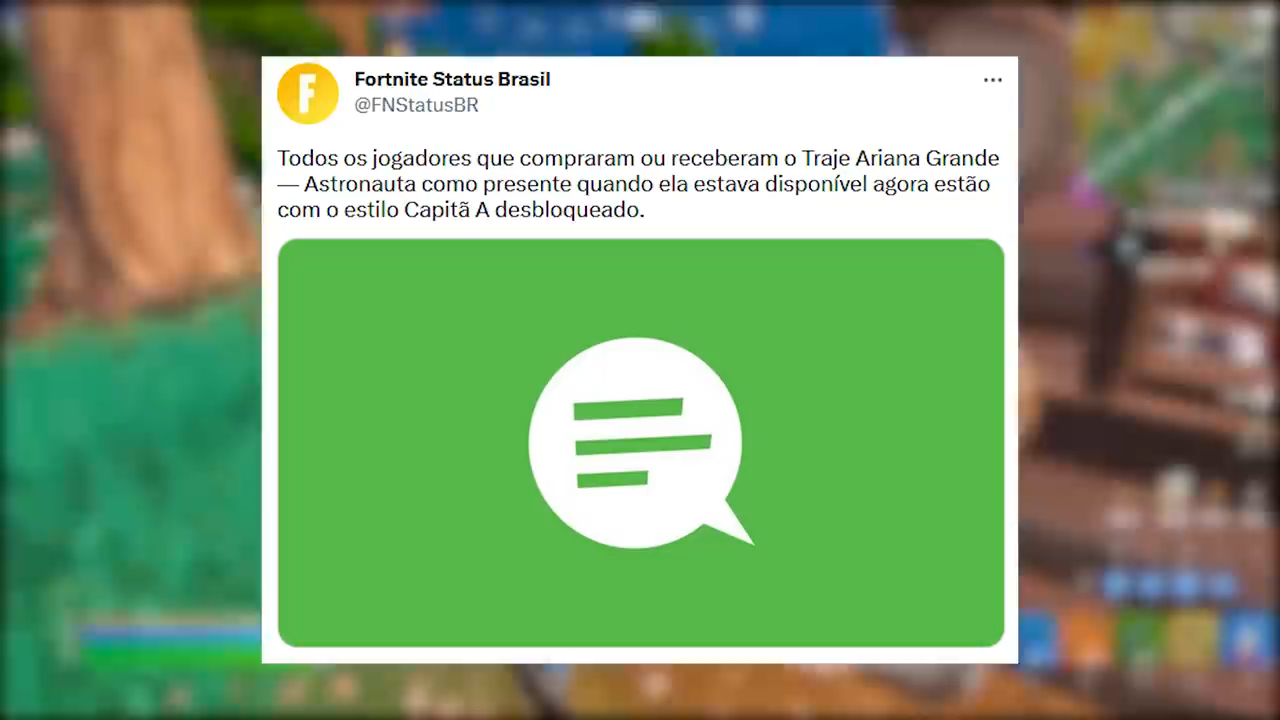 F
Fortnite Status Brasil
@FNStatusBR
Todos os jogadores que compraram ou receberam o Traje Ariana Grande
— Astronauta como presente quando ela estava disponível agora estão
com o estilo Capitã A desbloqueado.